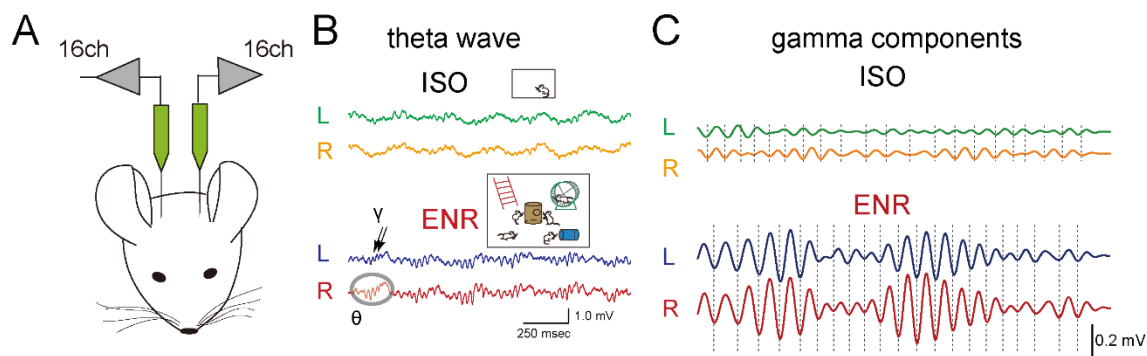 A
16ch
16ch
B
theta wave
ISO
L
R
γ
ENR
L
R
θ
1.0 mV
250 msec
C
gamma components
ISO
L
R
ENR
L
R
0.2 mV